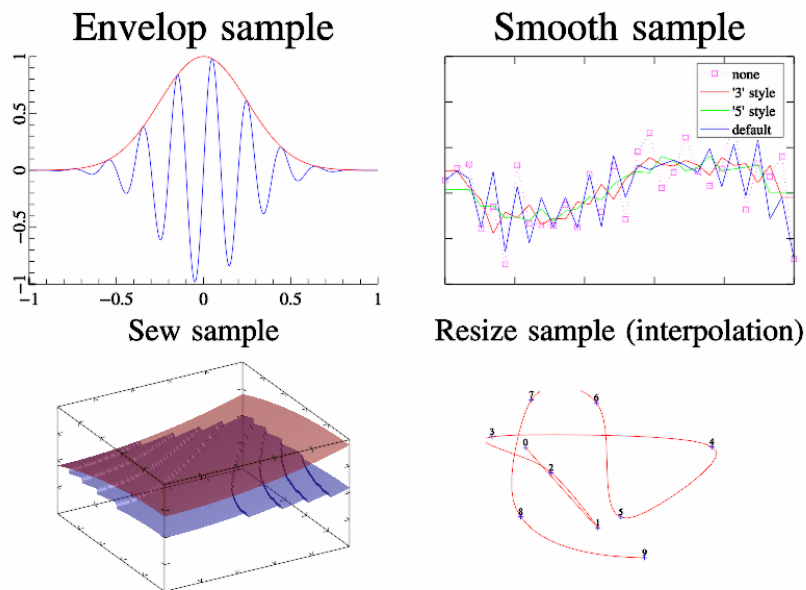 Envelop sample
1
0.5
0
−0.5
−1
−1
−0.5
0
0.5
1
Smooth sample
none
'3' style
'5' style
default
Sew sample
Resize sample (interpolation)
7
6
3
0
4
2
8
1
5
9